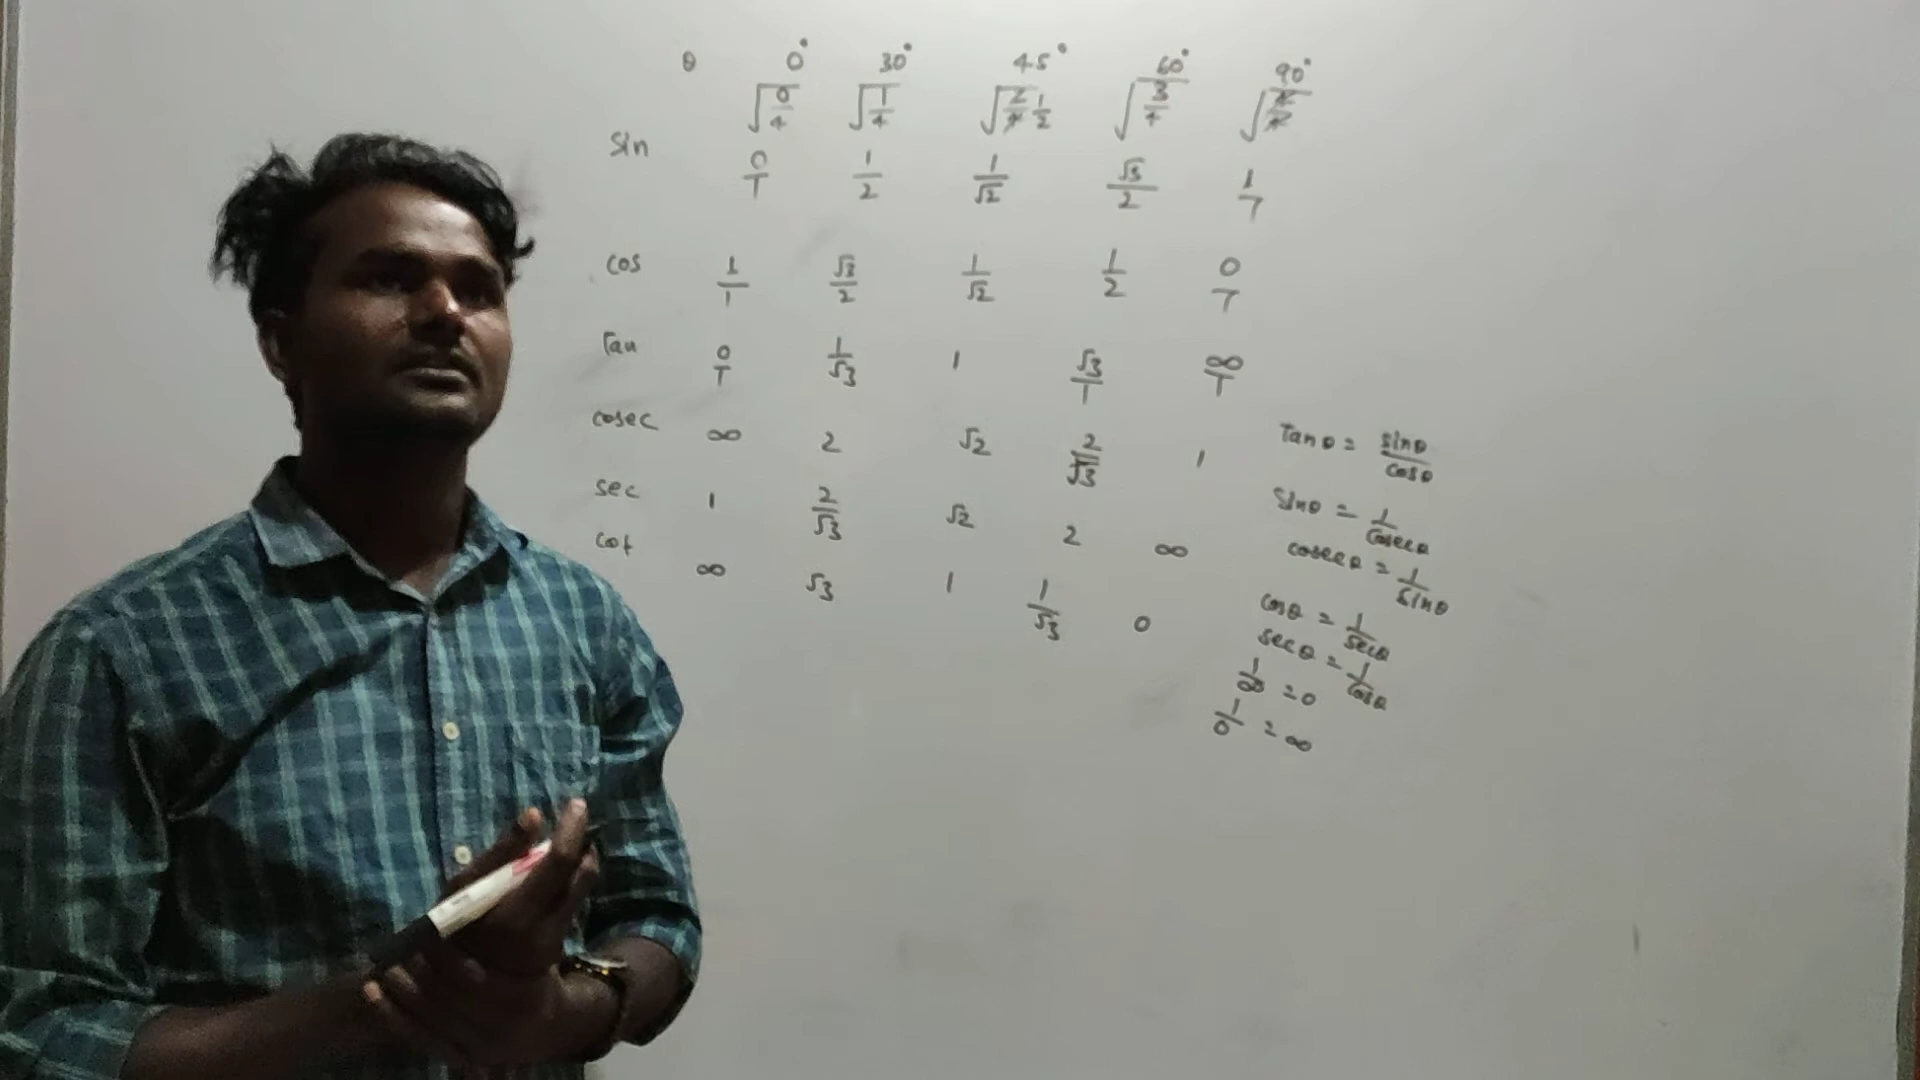 θ 0° 30° 45° 60° 90°
√0/4 √1/4 √2/4 1/2 √3/4 √4/4
Sin 0/1 1/2 1/√2 √3/2 1/1
cos 1/1 √3/2 1/√2 1/2 0/1
Tan 0/1 1/√3 1 √3/1 ∞/1
cosec ∞ 2 √2 2/√3 1
sec 1 2/√3 √2 2 ∞
cot ∞ √3 1 1/√3 0
Tanθ = sinθ/cosθ
Sinθ = 1/cosecθ
cosecθ = 1/sinθ
cosθ = 1/secθ
secθ = 1/cosθ
1/∞ = 0
1/0 = ∞